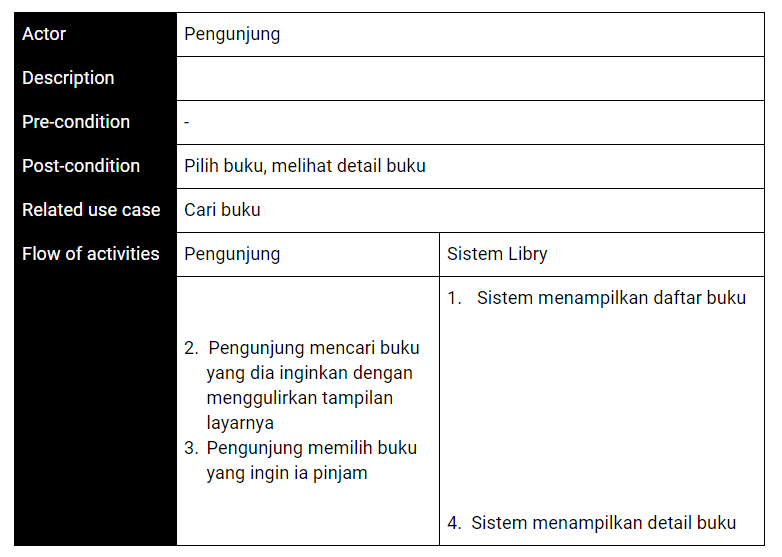 Actor
Pengunjung
Description
Pre-condition
-
Post-condition
Pilih buku, melihat detail buku
Related use case
Cari buku
Flow of activities
Pengunjung
Sistem Libry
1. Sistem menampilkan daftar buku
2. Pengunjung mencari buku
yang dia inginkan dengan
menggulirkan tampilan
layarnya
3. Pengunjung memilih buku
yang ingin ia pinjam
4. Sistem menampilkan detail buku